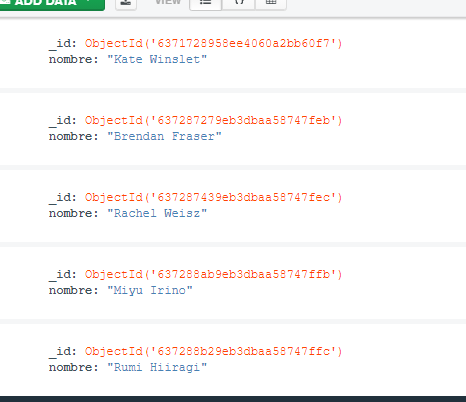 ADD DATA VIEW
_id: ObjectId('6371728958ee4060a2bb60f7')
nombre: "Kate Winslet"
_id: ObjectId('637287279eb3dbaa58747feb')
nombre: "Brendan Fraser"
_id: ObjectId('637287439eb3dbaa58747fec')
nombre: "Rachel Weisz"
_id: ObjectId('637288ab9eb3dbaa58747ffb')
nombre: "Miyu Irino"
_id: ObjectId('637288b29eb3dbaa58747ffc')
nombre: "Rumi Hiiragi"